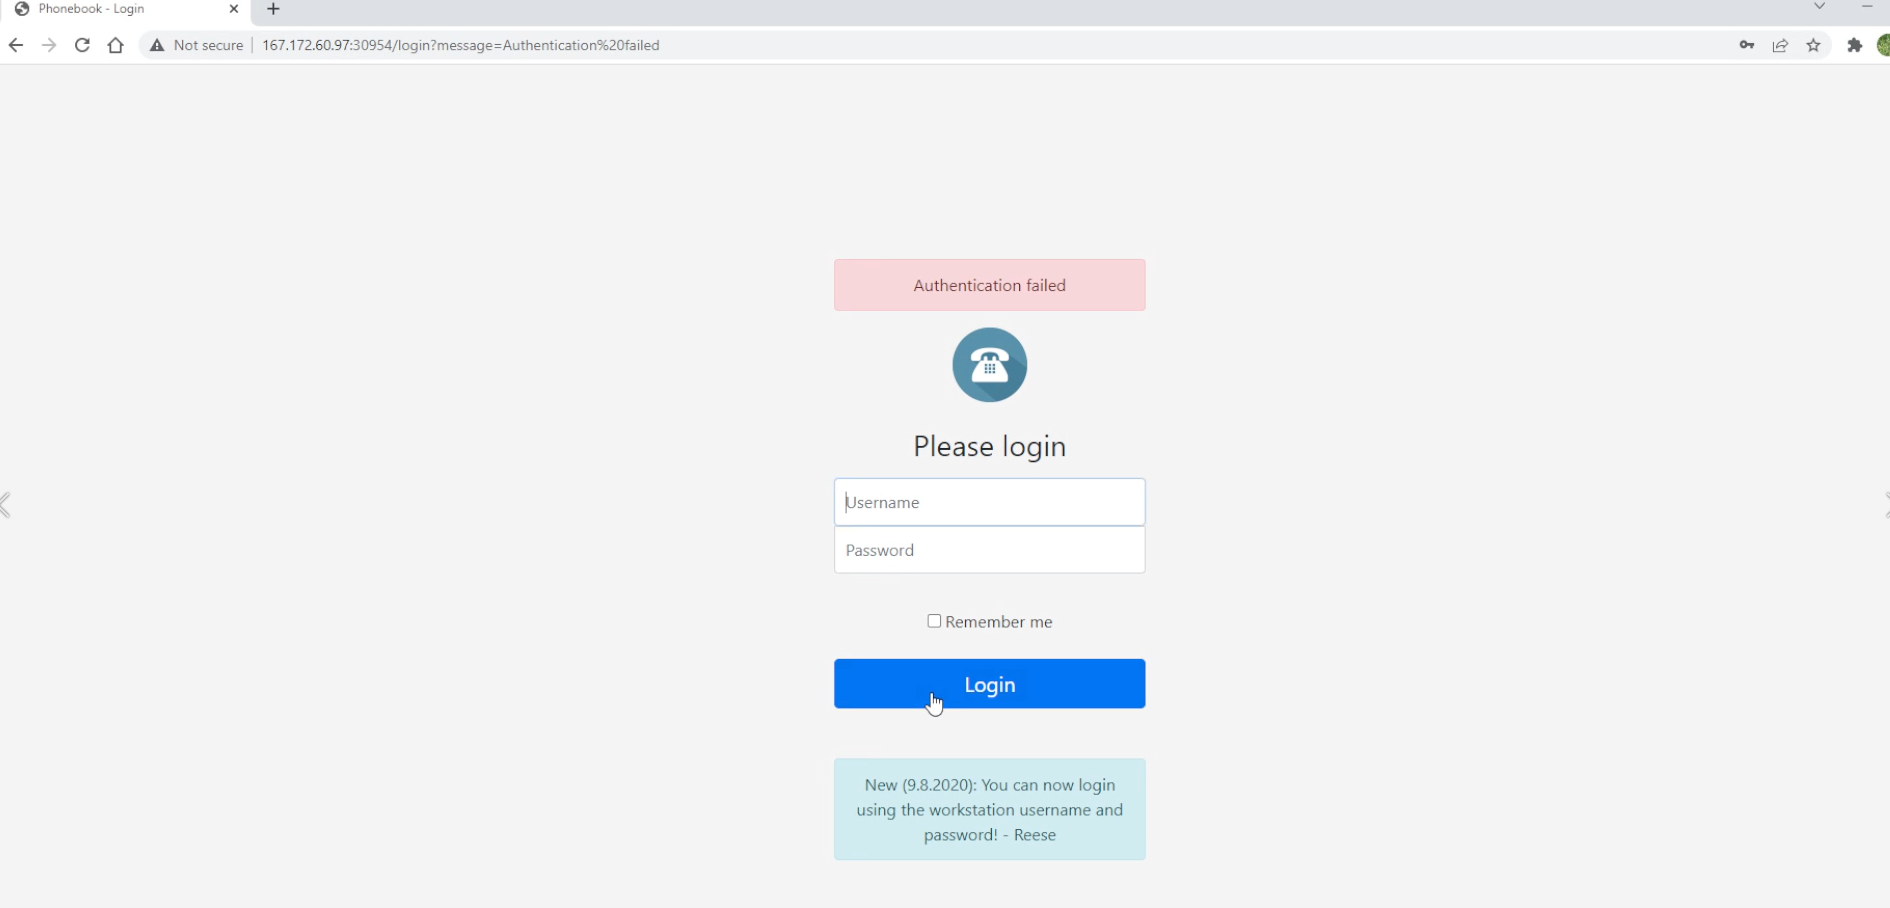 Phonebook - Login
Not secure
167.172.60.97:30954/login?message=Authentication%20failed
Authentication failed
Please login
Username
Password
Remember me
Login
New (9.8.2020): You can now login
using the workstation username and
password! - Reese